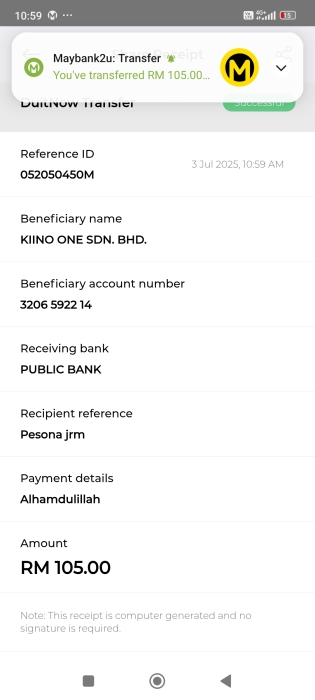 10:59
4G+
15
Maybank2u: Transfer
You've transferred RM 105.00...
Receipt
DuitNow Transfer
Successful
Reference ID
3 Jul 2025, 10:59 AM
052050450M
Beneficiary name
KIINO ONE SDN. BHD.
Beneficiary account number
3206 5922 14
Receiving bank
PUBLIC BANK
Recipient reference
Pesona jrm
Payment details
Alhamdulillah
Amount
RM 105.00
Note: This receipt is computer generated and no
signature is required.